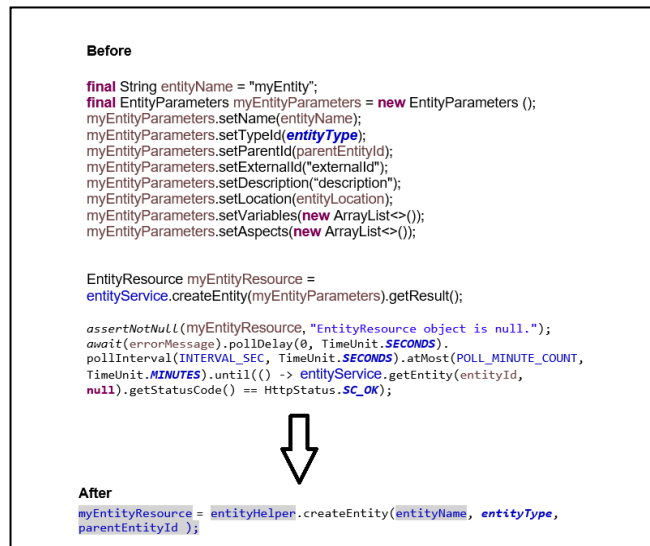 Before
final String entityName = "myEntity”;
final EntityParameters myEntityParameters = new EntityParameters ();
myEntityParameters.setName(entityName);
myEntityParameters.setTypeId(entityType);
myEntityParameters.setParentId(parentEntityId);
myEntityParameters.setExternalId("externalId");
myEntityParameters.setDescription(“description");
myEntityParameters.setLocation(entityLocation);
myEntityParameters.setVariables(new ArrayList<>());
myEntityParameters.setAspects(new ArrayList<>());
EntityResource myEntityResource =
entityService.createEntity(myEntityParameters).getResult();
assertNotNull(myEntityResource, "EntityResource object is null.");
await(errorMessage).pollDelay(0, TimeUnit.SECONDS).
pollInterval(INTERVAL_SEC, TimeUnit.SECONDS).atMost(POLL_MINUTE_COUNT,
TimeUnit.MINUTES).until(() -> entityService.getEntity(entityId,
null).getStatusCode() == HttpStatus.SC_OK);
After
myEntityResource = entityHelper.createEntity(entityName, entityType,
parentEntityId );